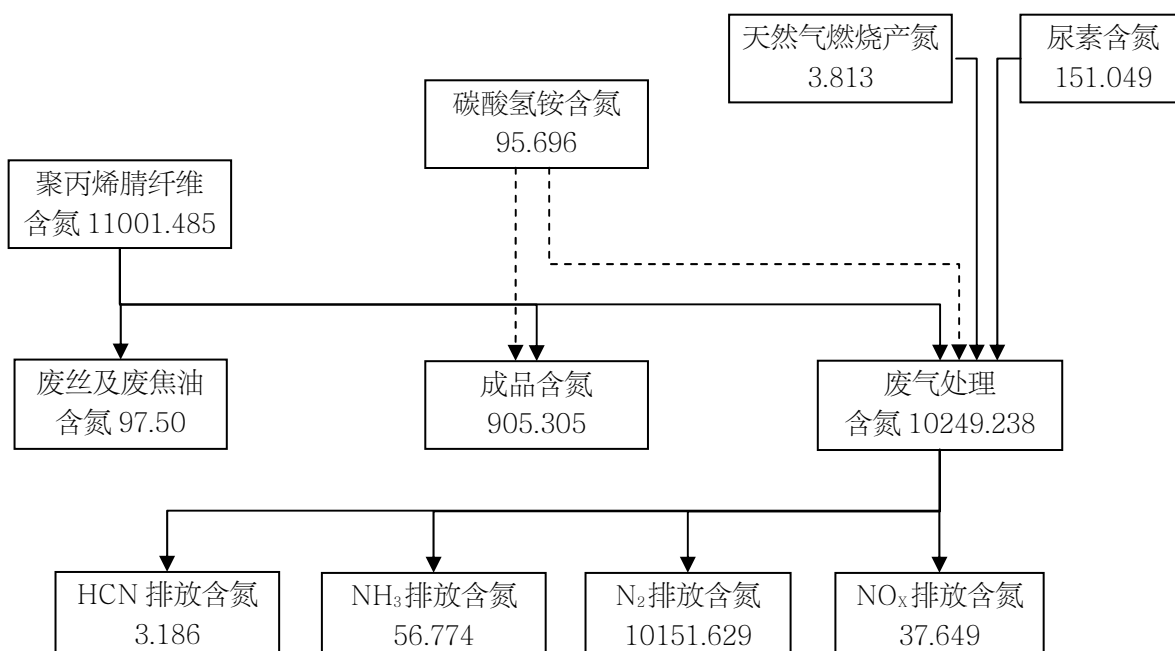 天然气燃烧产氮
3.813
尿素含氮
151.049
碳酸氢铵含氮
95.696
聚丙烯腈纤维
含氮 11001.485
废丝及废焦油
含氮 97.50
成品含氮
905.305
废气处理
含氮 10249.238
HCN 排放含氮
3.186
NH₃排放含氮
56.774
N₂排放含氮
10151.629
NOₓ排放含氮
37.649